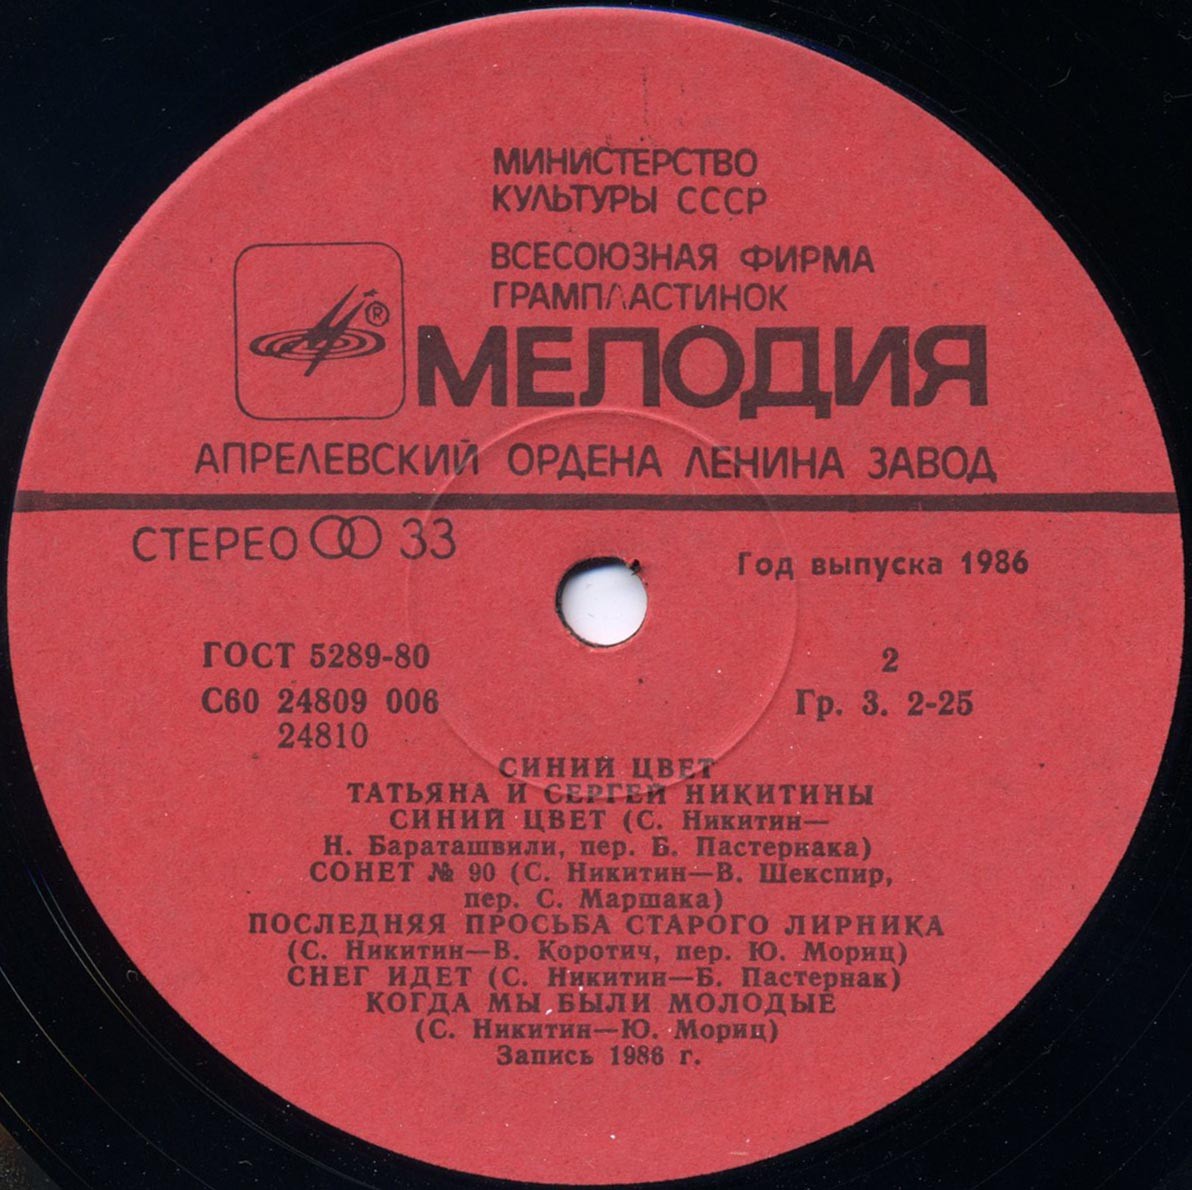 МИНИСТЕРСТВО
КУЛЬТУРЫ СССР
ВСЕСОЮЗНАЯ ФИРМА
ГРАМПЛАСТИНОК
®
МЕЛОДИЯ
АПРЕЛЕВСКИЙ ОРДЕНА ЛЕНИНА ЗАВОД
СТЕРЕО 33
Год выпуска 1986
ГОСТ 5289-80
2
С60 24809 006
Гр. 3. 2-25
24810
СИНИЙ ЦВЕТ
ТАТЬЯНА И СЕРГЕЙ НИКИТИНЫ
СИНИЙ ЦВЕТ (С. Никитин—
Н. Бараташвили, пер. Б. Пастернака)
СОНЕТ № 90 (С. Никитин—В. Шекспир,
пер. С. Маршака)
ПОСЛЕДНЯЯ ПРОСЬБА СТАРОГО ЛИРНИКА
(С. Никитин—В. Коротич, пер. Ю. Мориц)
СНЕГ ИДЕТ (С. Никитин—Б. Пастернак)
КОГДА МЫ БЫЛИ МОЛОДЫЕ
(С. Никитин—Ю. Мориц)
Запись 1986 г.